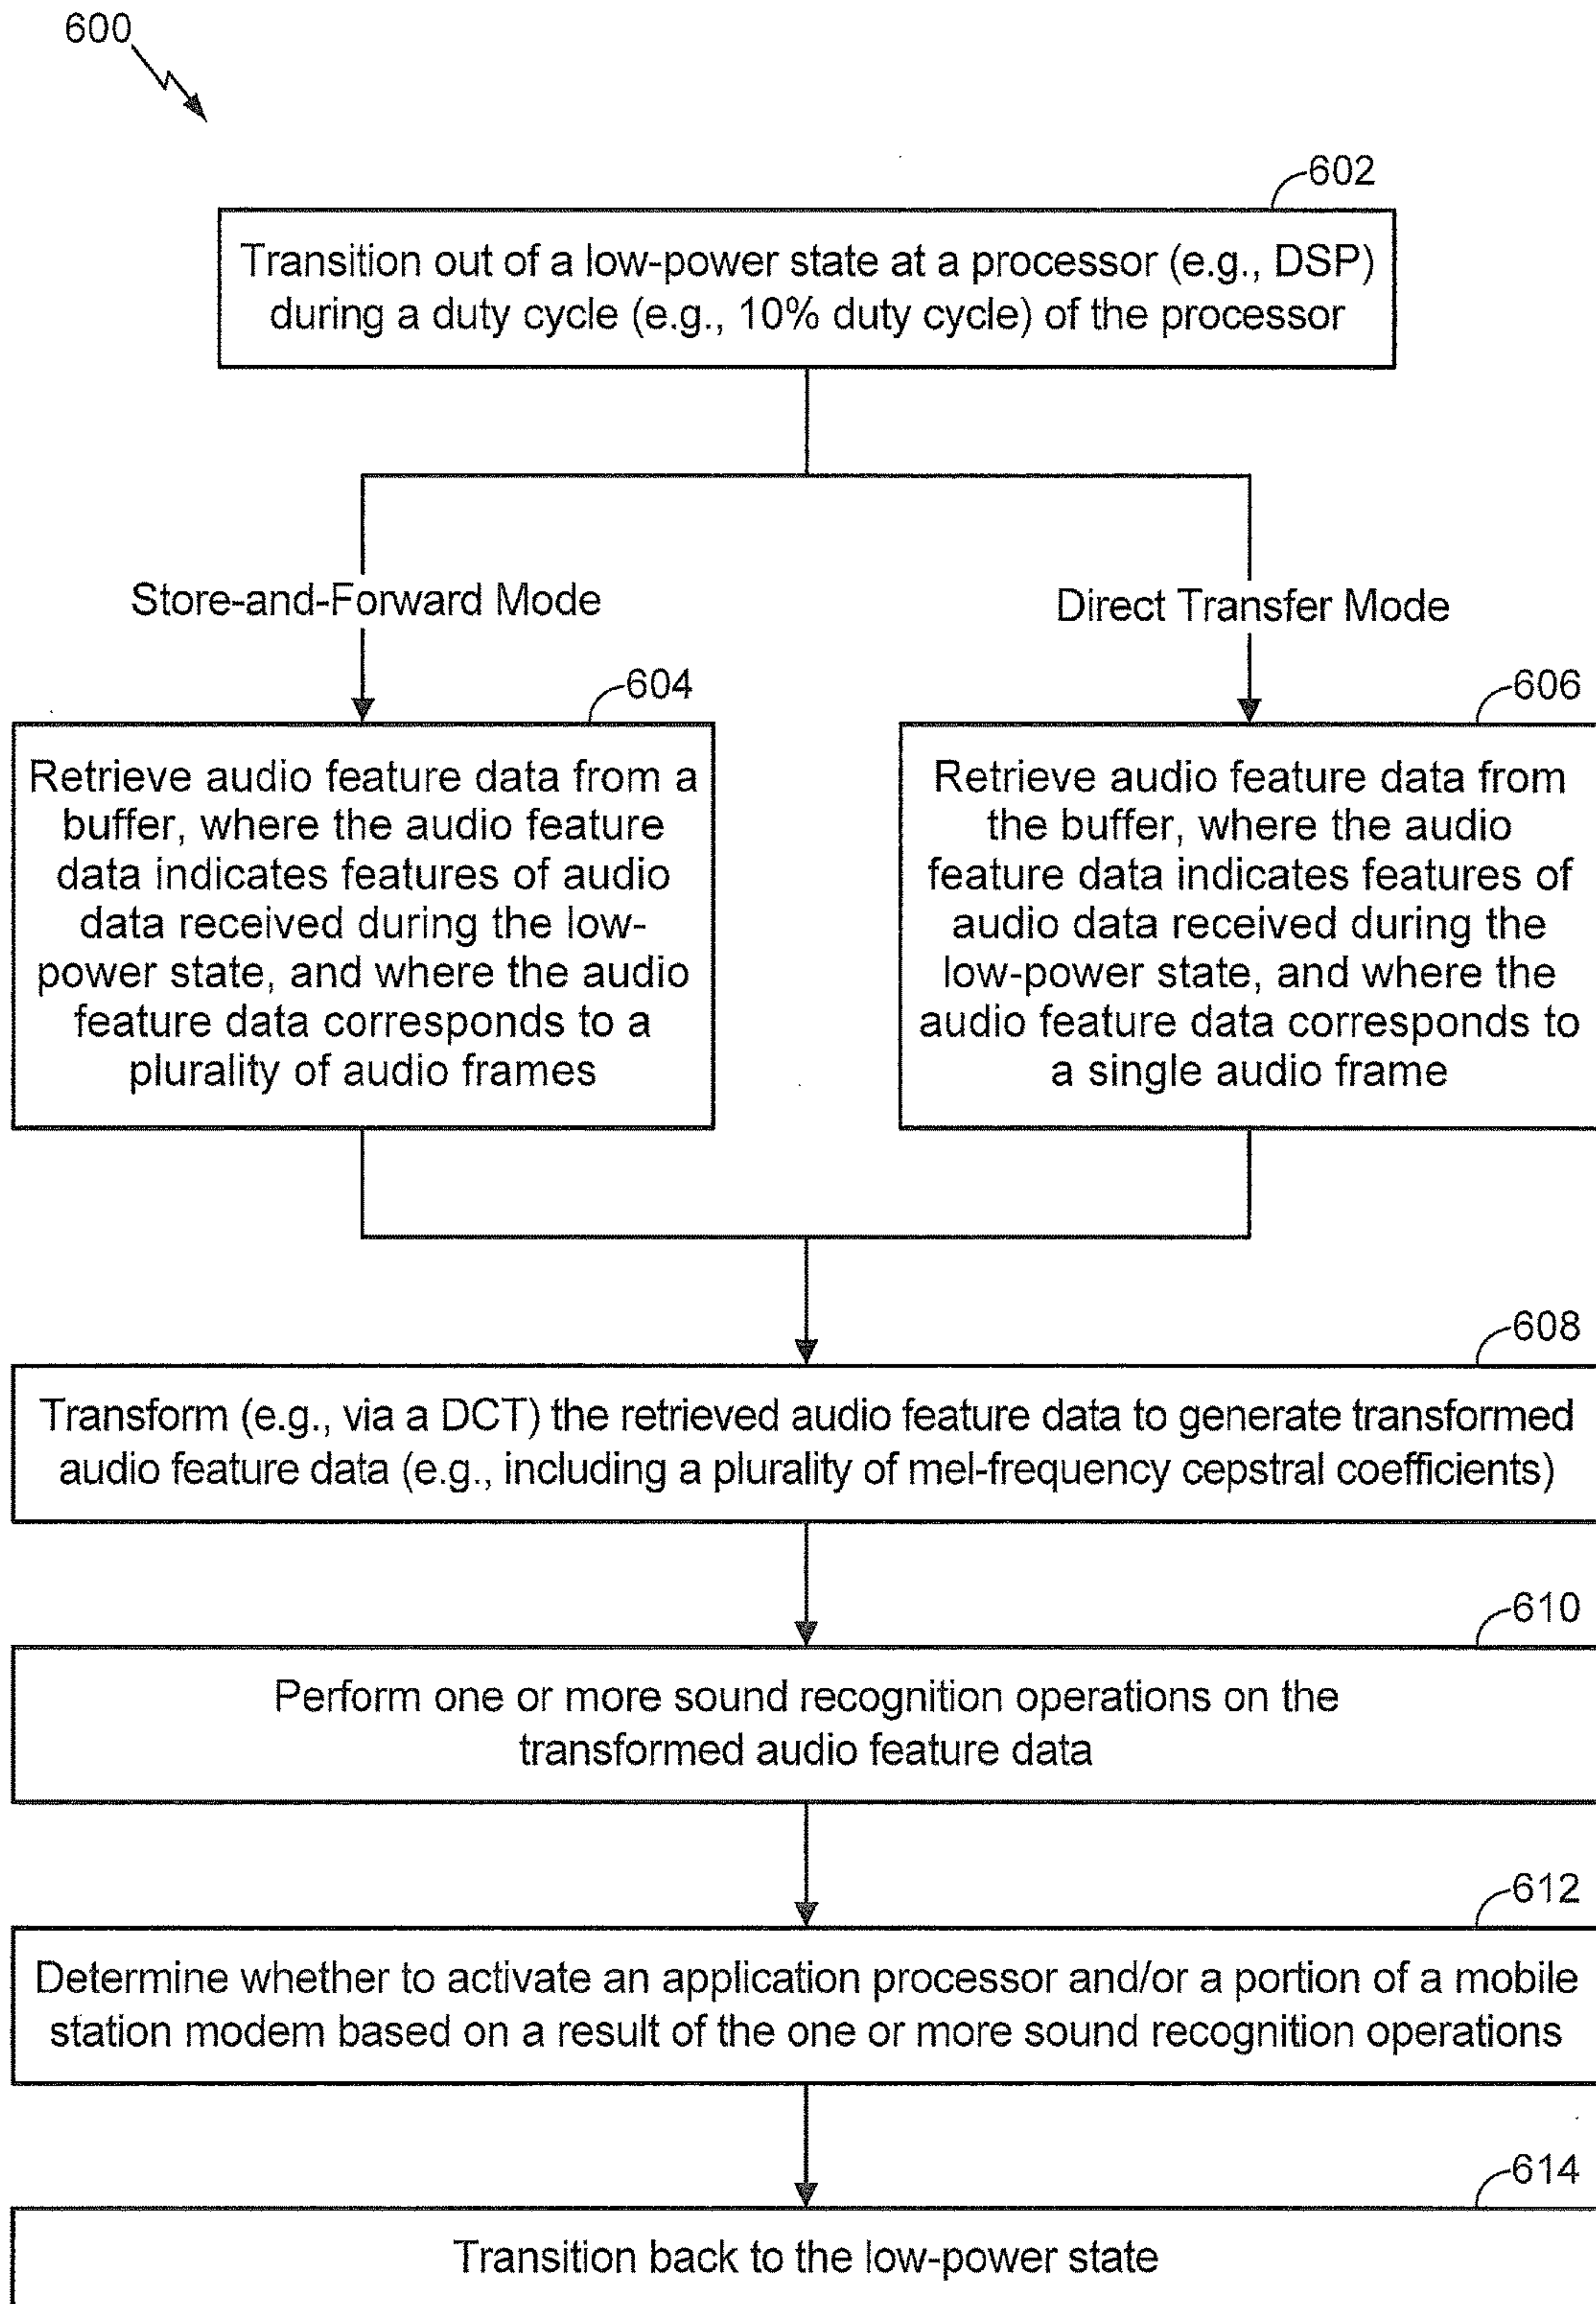 600
602
Transition out of a low-power state at a processor (e.g., DSP)
during a duty cycle (e.g., 10% duty cycle) of the processor
Store-and-Forward Mode
Direct Transfer Mode
604
Retrieve audio feature data from a
buffer, where the audio feature
data indicates features of audio
data received during the low-
power state, and where the audio
feature data corresponds to a
plurality of audio frames
606
Retrieve audio feature data from
the buffer, where the audio
feature data indicates features of
audio data received during the
low-power state, and where the
audio feature data corresponds to
a single audio frame
608
Transform (e.g., via a DCT) the retrieved audio feature data to generate transformed
audio feature data (e.g., including a plurality of mel-frequency cepstral coefficients)
610
Perform one or more sound recognition operations on the
transformed audio feature data
612
Determine whether to activate an application processor and/or a portion of a mobile
station modem based on a result of the one or more sound recognition operations
614
Transition back to the low-power state